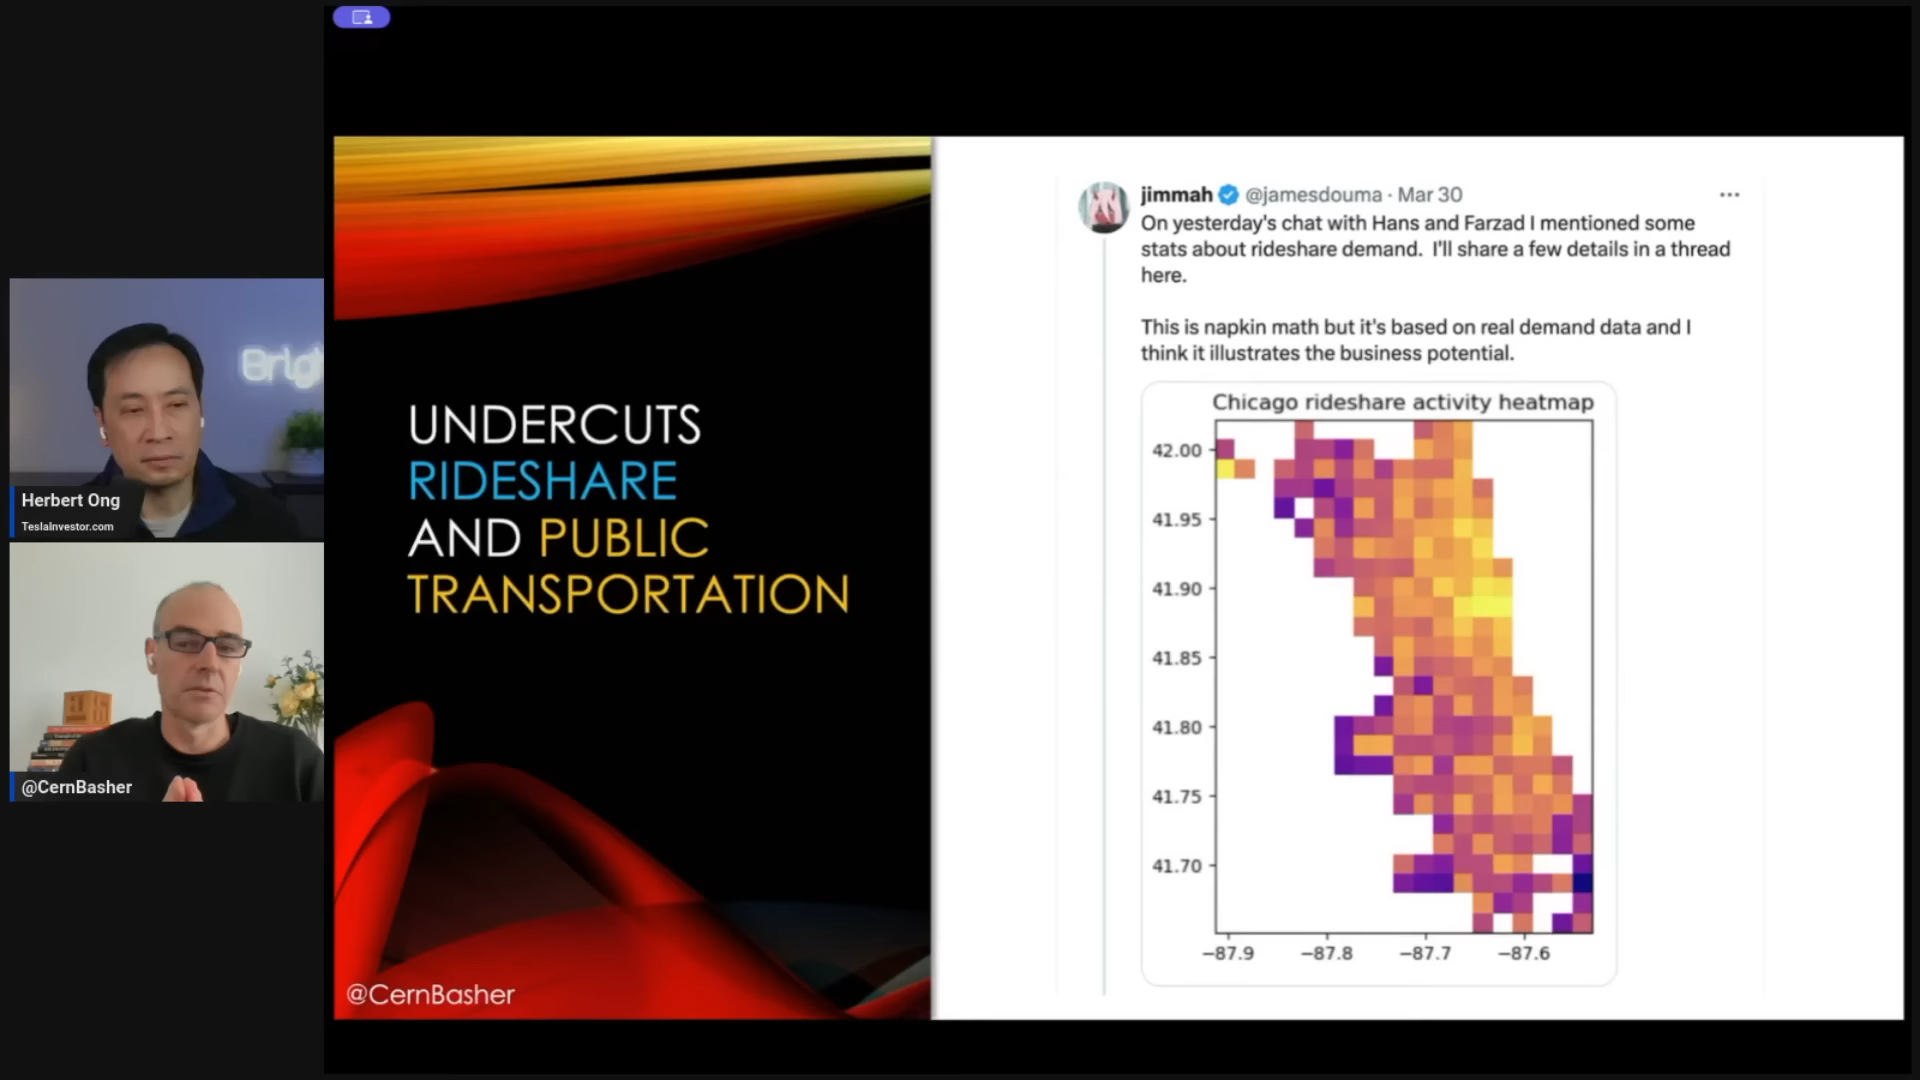 Brig
Herbert Ong
TeslaInvestor.com
@CernBasher
UNDERCUTS
RIDESHARE
AND PUBLIC
TRANSPORTATION
@CernBasher
jimmah @jamesdouma · Mar 30
On yesterday's chat with Hans and Farzad I mentioned some
stats about rideshare demand. I'll share a few details in a thread
here.
This is napkin math but it's based on real demand data and I
think it illustrates the business potential.
Chicago rideshare activity heatmap
42.00
41.95
41.90
41.85
41.80
41.75
41.70
−87.9 −87.8 −87.7 −87.6